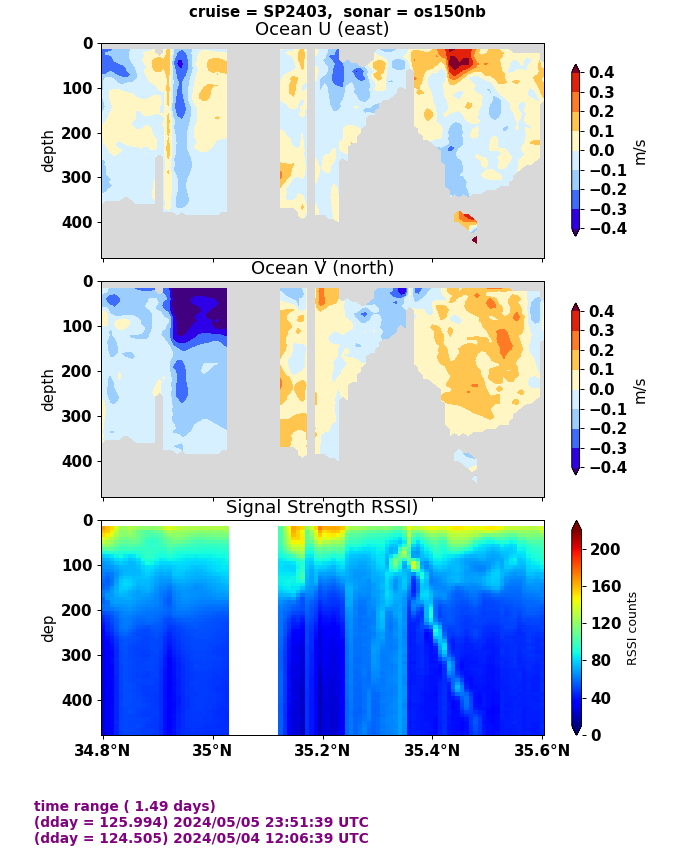 cruise = SP2403,  sonar = os150nb
Ocean U (east)
0
100
200
300
400
depth
0.4
0.3
0.2
0.1
0.0
−0.1
−0.2
−0.3
−0.4
m/s
Ocean V (north)
0
100
200
300
400
depth
0.4
0.3
0.2
0.1
0.0
−0.1
−0.2
−0.3
−0.4
m/s
Signal Strength RSSI)
0
100
200
300
400
dep
200
160
120
80
40
0
RSSI counts
34.8°N 35°N 35.2°N 35.4°N 35.6°N
time range ( 1.49 days)
(dday = 125.994) 2024/05/05 23:51:39 UTC
(dday = 124.505) 2024/05/04 12:06:39 UTC